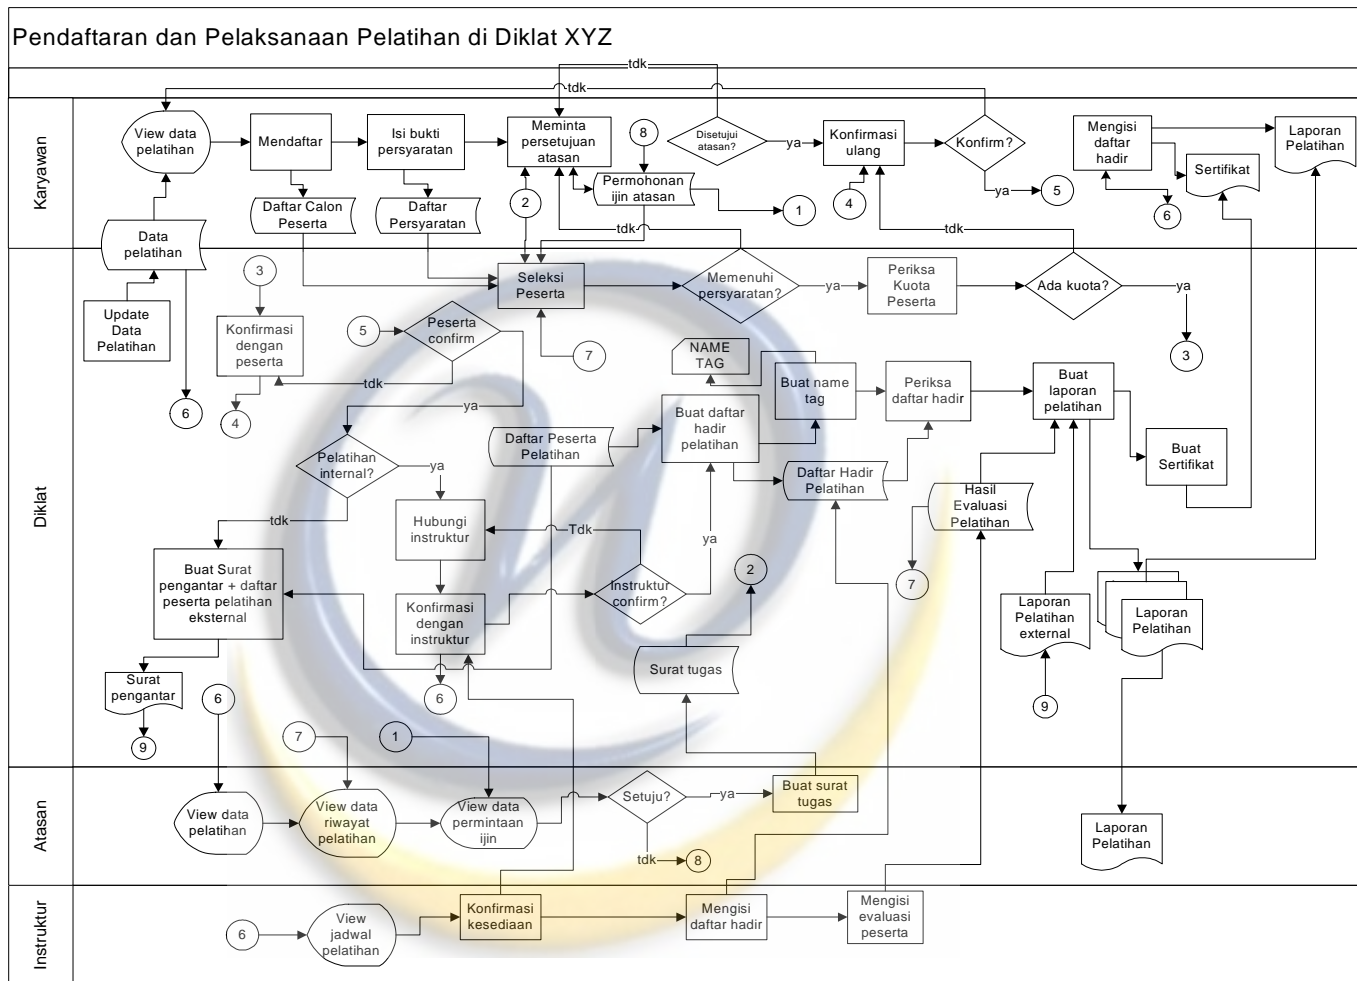 Pendaftaran dan Pelaksanaan Pelatihan di Diklat XYZ
tdk
tdk
Karyawan
View data
pelatihan
Mendaftar
Isi bukti
persyaratan
Meminta
persetujuan
atasan
8
Disetujui
atasan?
ya
Konfirmasi
ulang
Konfirm?
ya
5
Mengisi
daftar
hadir
Laporan
Pelatihan
Sertifikat
Daftar Calon
Peserta
Daftar
Persyaratan
2
Permohonan
ijin atasan
1
4
6
Data
pelatihan
tdk
tdk
Diklat
Update
Data
Pelatihan
6
3
Konfirmasi
dengan
peserta
4
5
Peserta
confirm
tdk
ya
Seleksi
Peserta
7
Memenuhi
persyaratan?
ya
Periksa
Kuota
Peserta
Ada kuota?
ya
3
NAME
TAG
Buat name
tag
Periksa
daftar hadir
Buat
laporan
pelatihan
Buat daftar
hadir
pelatihan
Daftar Peserta
Pelatihan
Daftar Hadir
Pelatihan
Buat
Sertifikat
Hasil
Evaluasi
Pelatihan
7
Pelatihan
internal?
ya
tdk
Hubungi
instruktur
Tdk
ya
Instruktur
confirm?
Konfirmasi
dengan
instruktur
6
Buat Surat
pengantar + daftar
peserta pelatihan
eksternal
Surat
pengantar
9
2
Surat tugas
Laporan
Pelatihan
external
9
Laporan
Pelatihan
6
7
1
Atasan
View data
pelatihan
View data
riwayat
pelatihan
View data
permintaan
ijin
Setuju?
ya
Buat surat
tugas
tdk
8
Laporan
Pelatihan
Instruktur
6
View
jadwal
pelatihan
Konfirmasi
kesediaan
Mengisi
daftar hadir
Mengisi
evaluasi
peserta